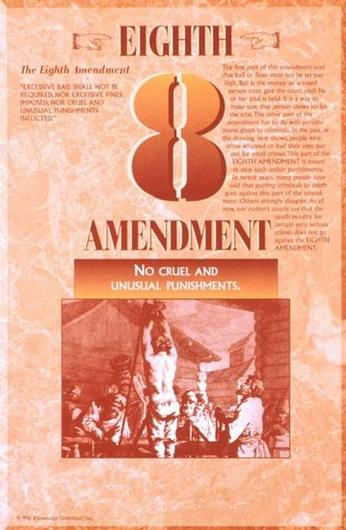 EIGHTH
The Eighth Amendment
"EXCESSIVE BAIL SHALL NOT BE
REQUIRED, NOR EXCESSIVE FINES
IMPOSED, NOR CRUEL AND
UNUSUAL PUNISHMENTS
INFLICTED."
8
The first part of this amendment says
that bail or fines must not be set too
high. Bail is the money an accused
person must give the court until his
or her trial is held. It is a way to
make sure that person shows up for
the trial. The other part of the
amendment has to do with punish-
ments given to criminals. In the past, as
the drawing here shows, people were
often whipped or had their eyes put
out for small crimes. This part of the
EIGHTH AMENDMENT is meant
to stop such unfair punishments.
In recent years, many people have
said that putting criminals to death
goes against this part of the amend-
ment. Others strongly disagree. As of
now, our nation's courts say that the
death penalty for
certain very serious
crimes does not go
against the EIGHTH
AMENDMENT.
AMENDMENT
NO CRUEL AND
UNUSUAL PUNISHMENTS.
Knowledge Unlimited, Inc.